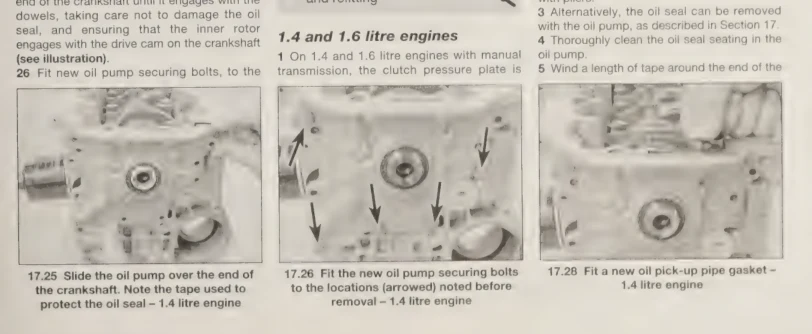 end of the crankshaft until it engages with the
dowels, taking care not to damage the oil
seal, and ensuring that the inner rotor
engages with the drive cam on the crankshaft
(see illustration).
26 Fit new oil pump securing bolts, to the
and refitting
1.4 and 1.6 litre engines
1 On 1.4 and 1.6 litre engines with manual
transmission, the clutch pressure plate is
3 Alternatively, the oil seal can be removed
with the oil pump, as described in Section 17.
4 Thoroughly clean the oil seal seating in the
oil pump.
5 Wind a length of tape around the end of the
17.25 Slide the oil pump over the end of
the crankshaft. Note the tape used to
protect the oil seal – 1.4 litre engine
17.26 Fit the new oil pump securing bolts
to the locations (arrowed) noted before
removal – 1.4 litre engine
17.28 Fit a new oil pick-up pipe gasket –
1.4 litre engine